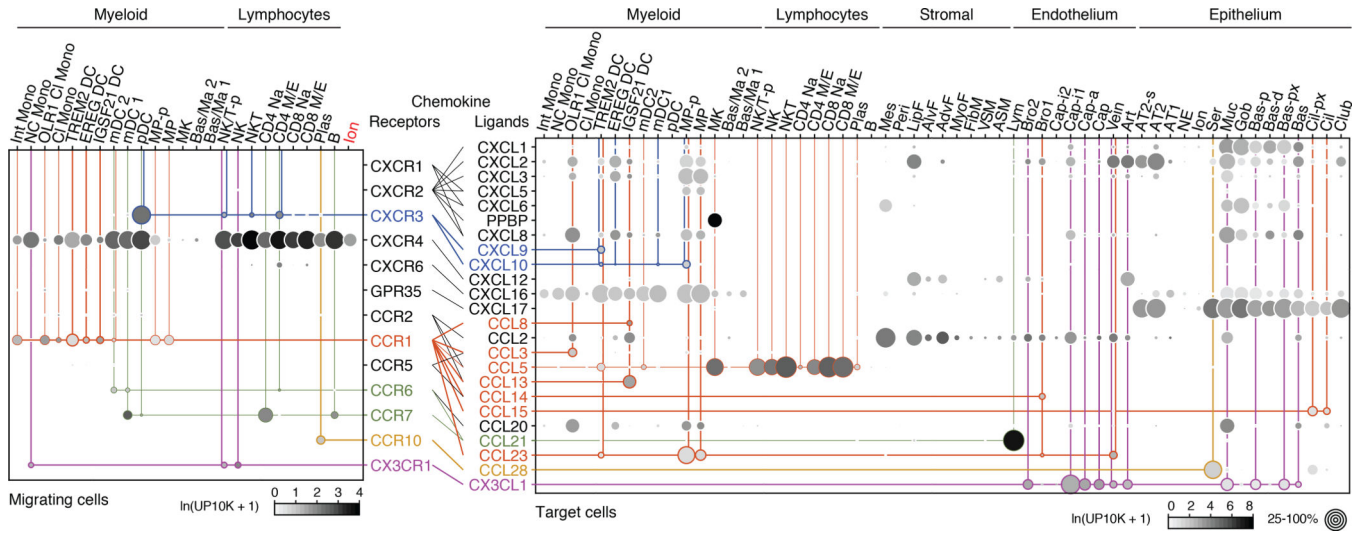 Myeloid
Lymphocytes
Int Mono
NC Mono
OLR1 Cl Mono
Cl Mono
TREM2 DC
EREG DC
IGSF21 DC
mDC 2
mDC 1
pDC
MP-p
MP
MK
Bas/Ma 2
Bas/Ma 1
NK/T-p
NK
NKT
CD4 Na
CD4 M/E
CD8 Na
CD8 M/E
Plas
B
Ion
Chemokine
Receptors
CXCR1
CXCR2
CXCR3
CXCR4
CXCR6
GPR35
CCR2
CCR1
CCR5
CCR6
CCR7
CCR10
CX3CR1
Migrating cells
ln(UP10K + 1)
0 1 2 3 4
Myeloid
Lymphocytes
Stromal
Endothelium
Epithelium
Int Mono
NC Mono
OLR1 Cl Mono
Cl Mono
TREM2 DC
EREG DC
IGSF21 DC
mDC2
mDC1
pDC
MP-p
MP
MK
Bas/Ma 2
Bas/Ma 1
NK/T-p
NK
NKT
CD4 Na
CD4 M/E
CD8 Na
CD8 M/E
Plas
B
Mes
Peri
LipF
AlvF
AdvF
MyoF
FibM
VSM
ASM
Lym
Bro2
Bro1
Cap-i2
Cap-i1
Cap-a
Cap
Vein
Art
AT2-s
AT2
AT1
NE
Ion
Ser
Muc
Gob
Bas-p
Bas-d
Bas-px
Bas
Cil-px
Cil
Club
Ligands
CXCL1
CXCL2
CXCL3
CXCL5
CXCL6
PPBP
CXCL8
CXCL9
CXCL10
CXCL12
CXCL16
CXCL17
CCL8
CCL2
CCL3
CCL5
CCL13
CCL14
CCL15
CCL20
CCL21
CCL23
CCL28
CX3CL1
Target cells
ln(UP10K + 1)
0 2 4 6 8
25-100%